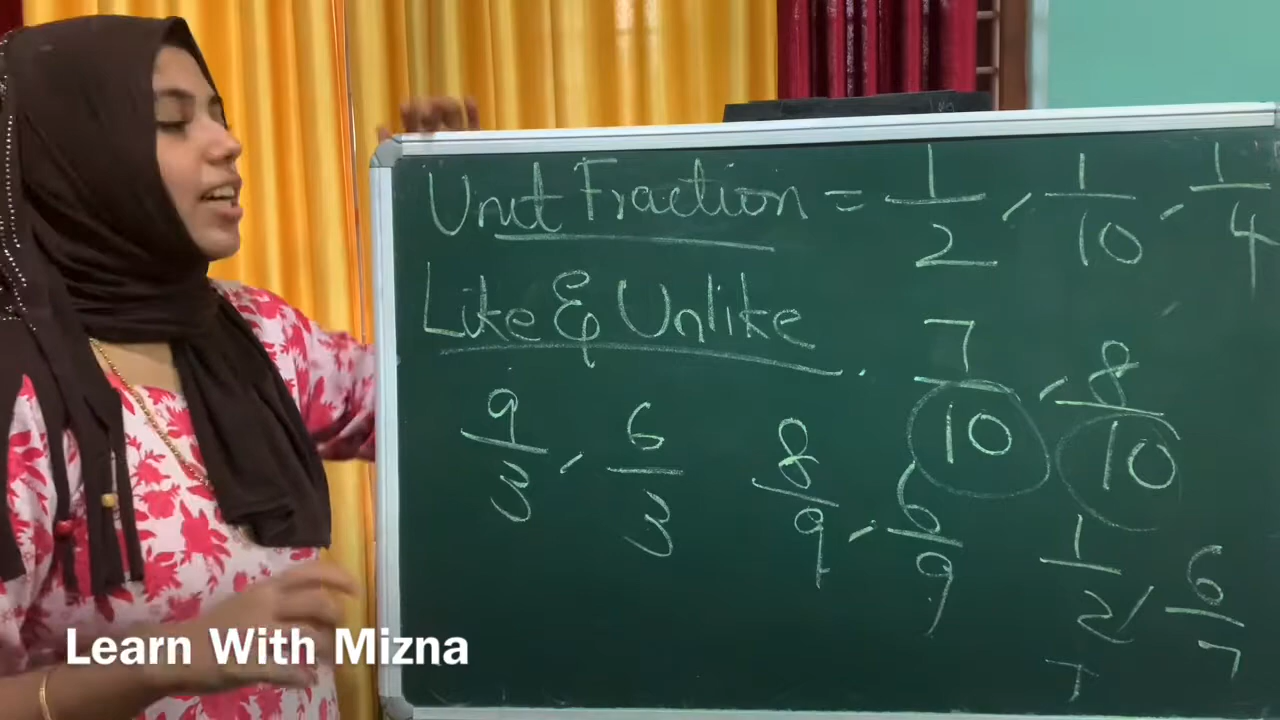 Unit Fraction = 1/2, 1/10, 1/4
Like & Unlike
7/10, 8/10
9/3, 6/3
8/9, 6/9
1/2, 6/7
Learn With Mizna